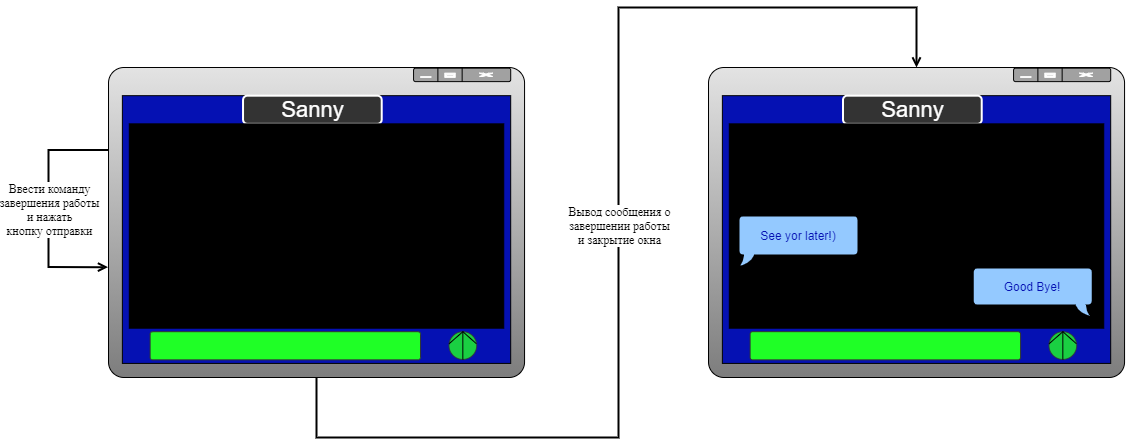 Sanny
Ввести команду
завершения работы
и нажать
кнопку отправки
Вывод сообщения о
завершении работы
и закрытие окна
Sanny
See yor later!)
Good Bye!